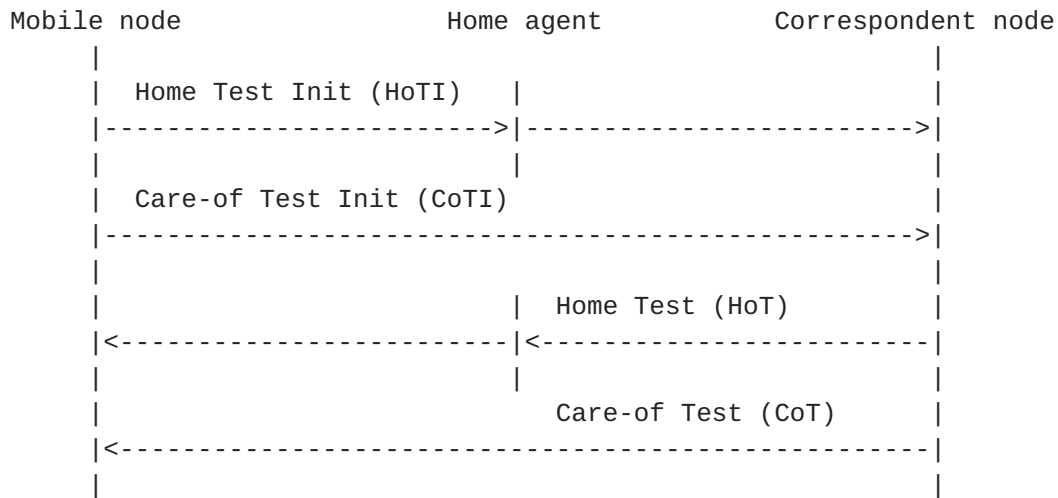 Mobile node                 Home agent           Correspondent node
     |                                                     |
     |  Home Test Init (HoTI)   |                          |
     |------------------------->|------------------------->|
     |                          |                          |
     |  Care-of Test Init (CoTI)                           |
     |---------------------------------------------------->|
     |                                                     |
     |                          |  Home Test (HoT)         |
     |<-------------------------|<-------------------------|
     |                          |                          |
     |                             Care-of Test (CoT)      |
     |<----------------------------------------------------|
     |                                                     |